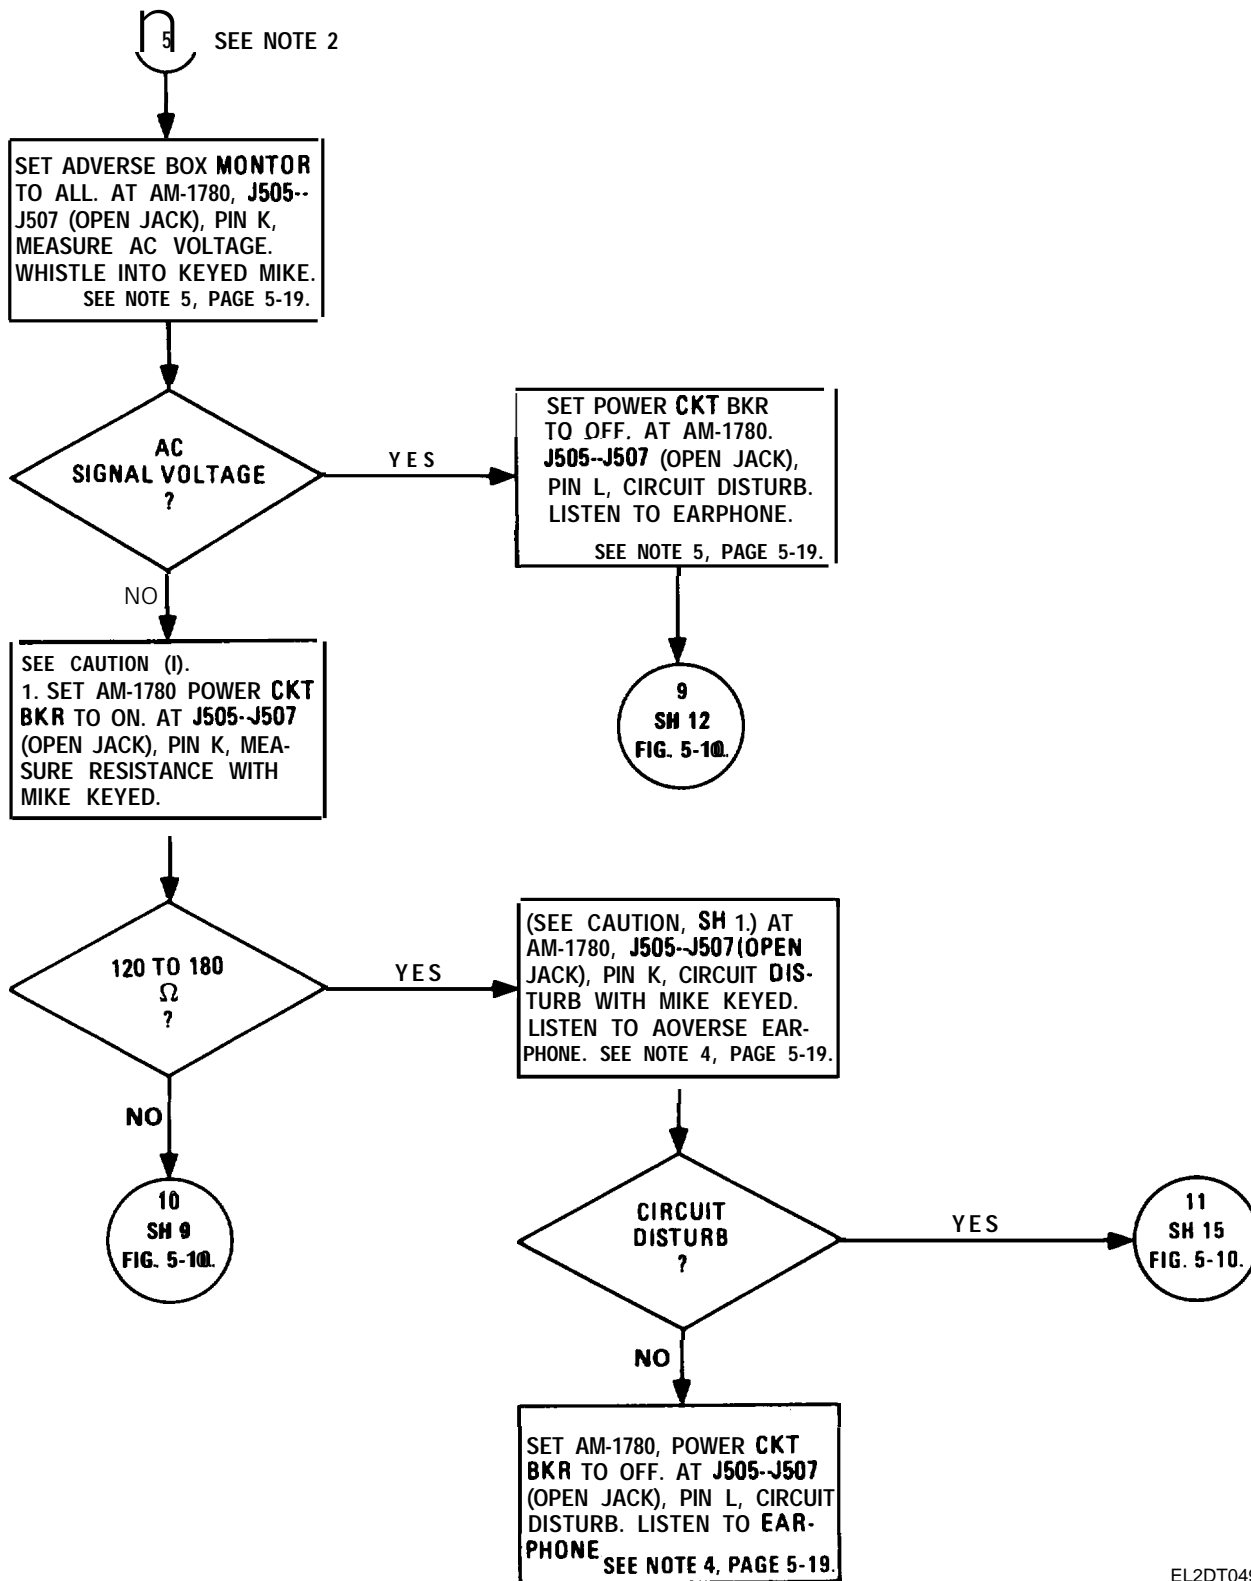 5 SEE NOTE 2
SET ADVERSE BOX MONTOR
TO ALL. AT AM-1780, J505--
J507 (OPEN JACK), PIN K,
MEASURE AC VOLTAGE.
WHISTLE INTO KEYED MIKE.
SEE NOTE 5, PAGE 5-19.
AC
SIGNAL VOLTAGE
?
YES
SET POWER CKT BKR
TO OFF. AT AM-1780.
J505--J507 (OPEN JACK),
PIN L, CIRCUIT DISTURB.
LISTEN TO EARPHONE.
SEE NOTE 5, PAGE 5-19.
9
SH 12
FIG. 5-10.
NO
SEE CAUTION (I).
1. SET AM-1780 POWER CKT
BKR TO ON. AT J505--J507
(OPEN JACK), PIN K, MEA-
SURE RESISTANCE WITH
MIKE KEYED.
120 TO 180
Ω
?
YES
(SEE CAUTION, SH 1.) AT
AM-1780, J505--J507(OPEN
JACK), PIN K, CIRCUIT DIS-
TURB WITH MIKE KEYED.
LISTEN TO AOVERSE EAR-
PHONE. SEE NOTE 4, PAGE 5-19.
NO
10
SH 9
FIG. 5-10.
CIRCUIT
DISTURB
?
YES
11
SH 15
FIG. 5-10.
NO
SET AM-1780, POWER CKT
BKR TO OFF. AT J505--J507
(OPEN JACK), PIN L, CIRCUIT
DISTURB. LISTEN TO EAR-
PHONE SEE NOTE 4, PAGE 5-19.
EL2DT049